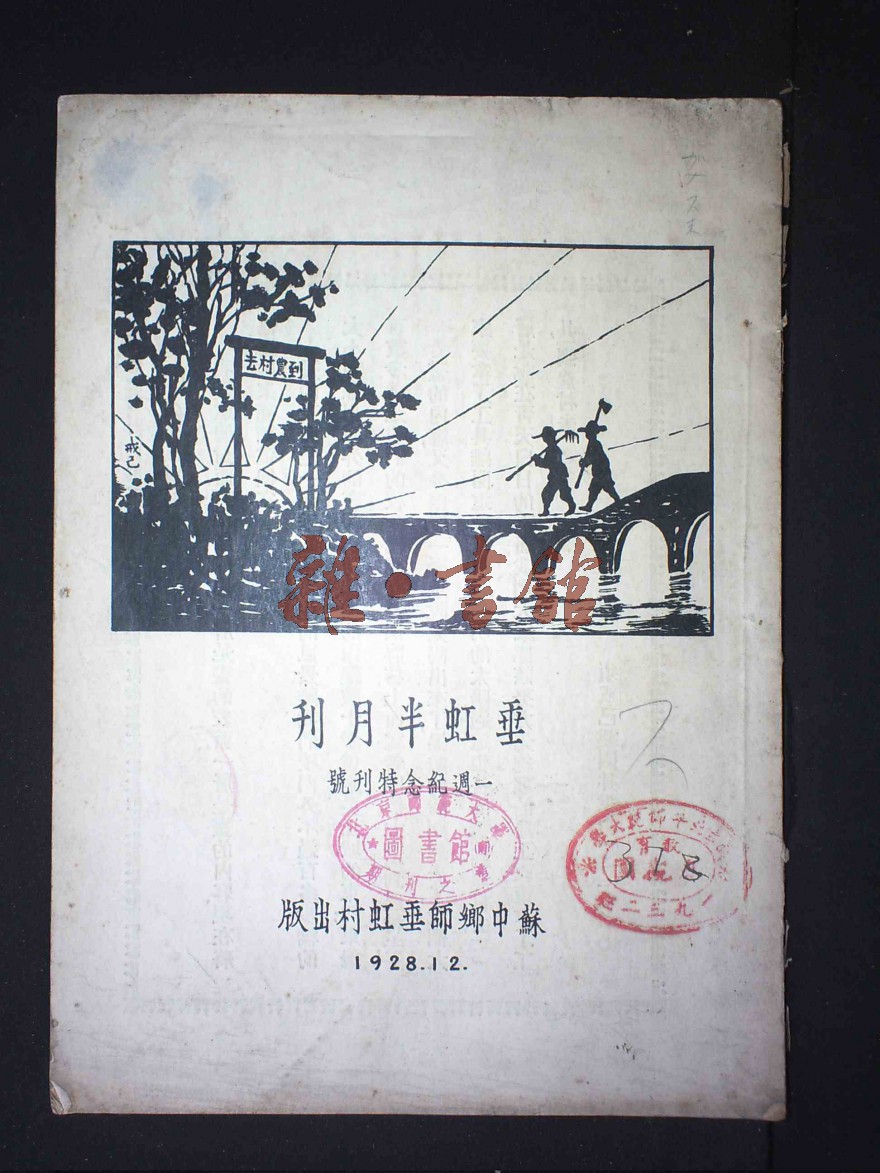 到農村去
戒己
雜·書館
垂虹半月刊
一週紀念特刊號
圖書館
蘇中鄉師垂虹村出版
1928.12.
378